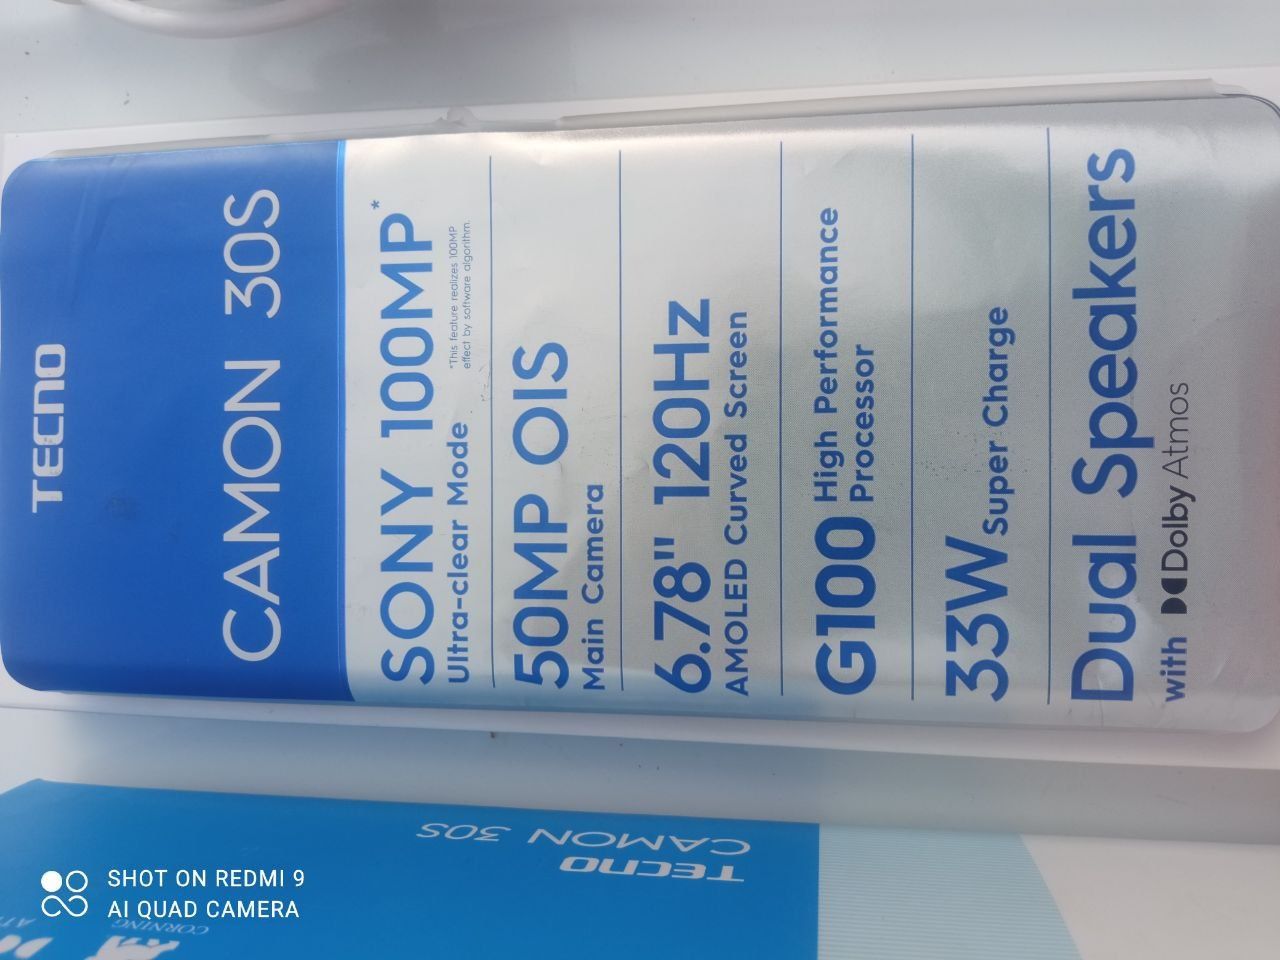 TECNO
CAMON 30S
SONY 100MP*
Ultra-clear Mode
*This feature realizes 100MP
effect by software algorithm.
50MP OIS
Main Camera
6.78" 120Hz
AMOLED Curved Screen
G100 High Performance
Processor
33W Super Charge
Dual Speakers
with Dolby Atmos
TECNO
CAMON 30S
CORNING
SHOT ON REDMI 9
AI QUAD CAMERA